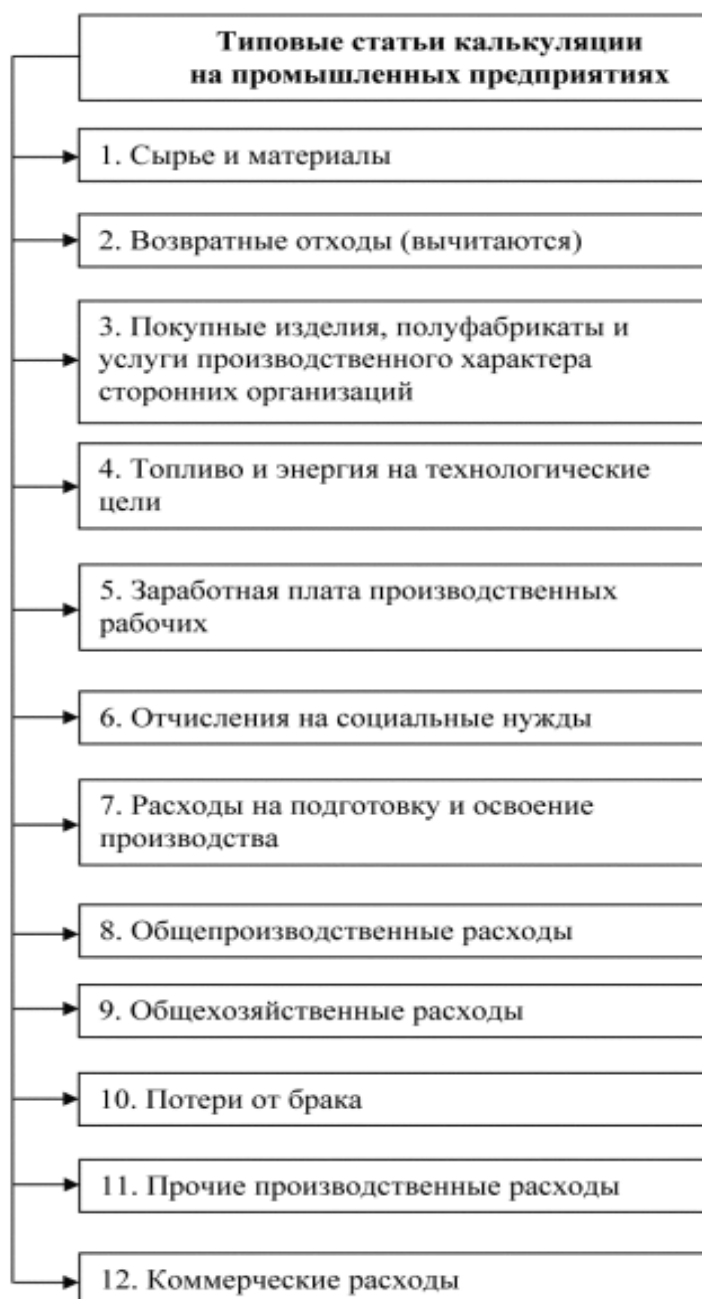 Типовые статьи калькуляции
на промышленных предприятиях
1. Сырье и материалы
2. Возвратные отходы (вычитаются)
3. Покупные изделия, полуфабрикаты и
услуги производственного характера
сторонних организаций
4. Топливо и энергия на технологические
цели
5. Заработная плата производственных
рабочих
6. Отчисления на социальные нужды
7. Расходы на подготовку и освоение
производства
8. Общепроизводственные расходы
9. Общехозяйственные расходы
10. Потери от брака
11. Прочие производственные расходы
12. Коммерческие расходы